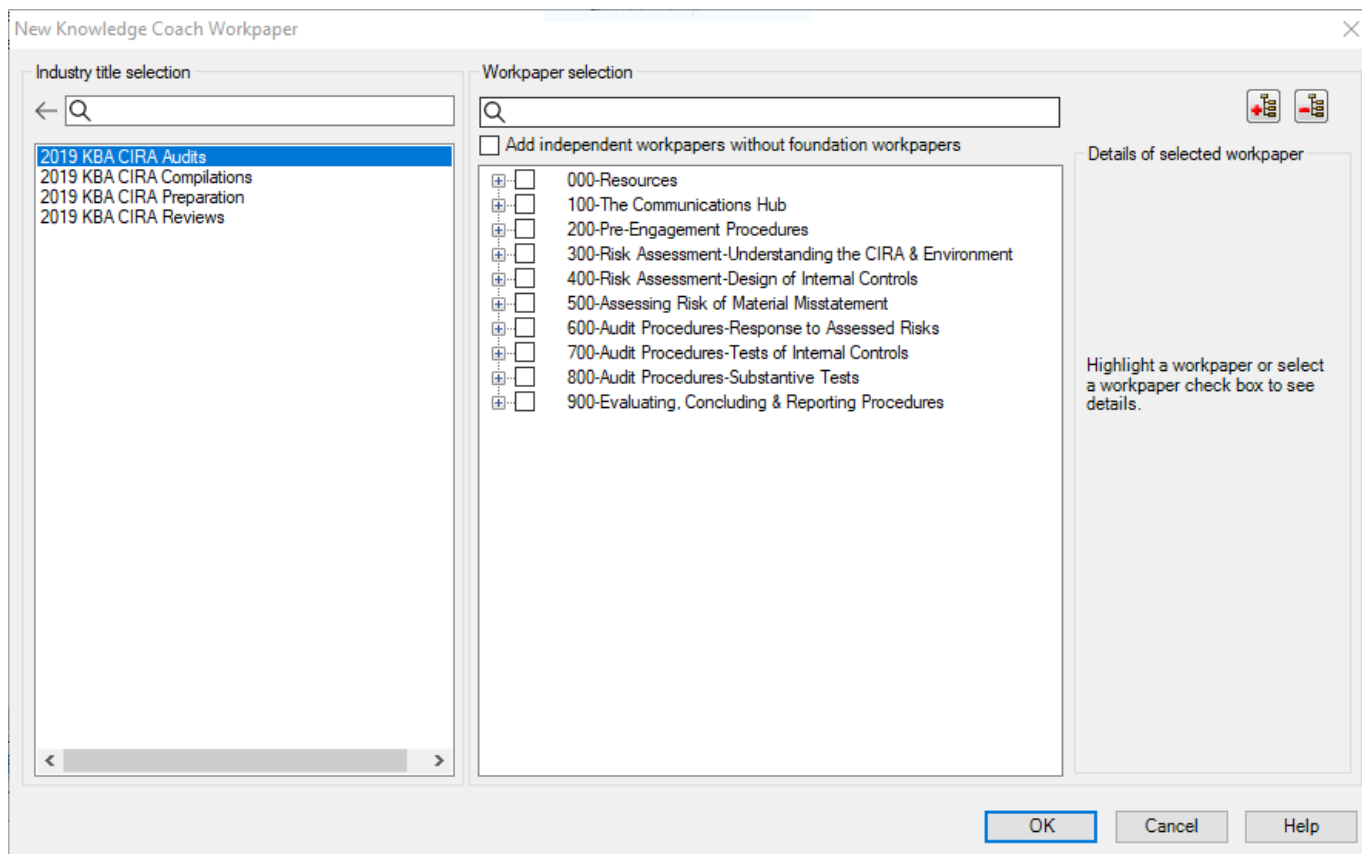 New Knowledge Coach Workpaper
Industry title selection
2019 KBA CIRA Audits
2019 KBA CIRA Compilations
2019 KBA CIRA Preparation
2019 KBA CIRA Reviews
Workpaper selection
Add independent workpapers without foundation workpapers
000-Resources
100-The Communications Hub
200-Pre-Engagement Procedures
300-Risk Assessment-Understanding the CIRA & Environment
400-Risk Assessment-Design of Internal Controls
500-Assessing Risk of Material Misstatement
600-Audit Procedures-Response to Assessed Risks
700-Audit Procedures-Tests of Internal Controls
800-Audit Procedures-Substantive Tests
900-Evaluating, Concluding & Reporting Procedures
Details of selected workpaper
Highlight a workpaper or select
a workpaper check box to see
details.
OK
Cancel
Help